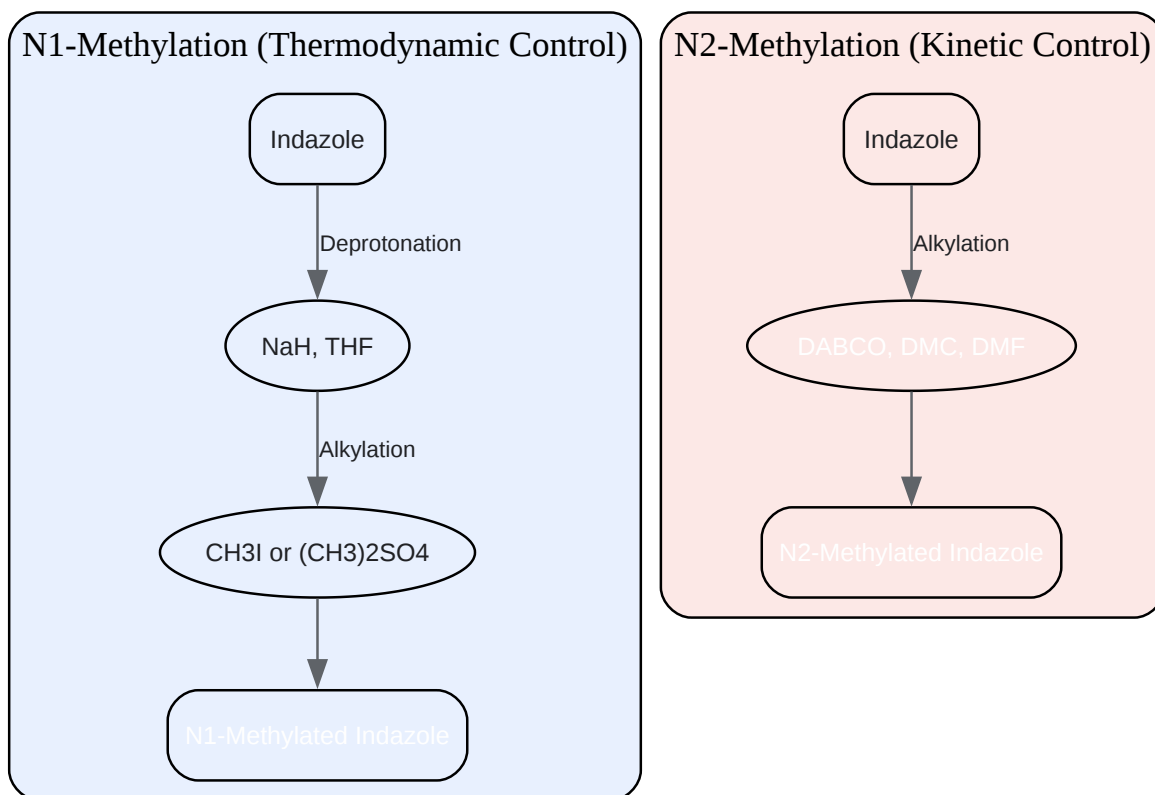 N1-Methylation (Thermodynamic Control)
Indazole
Deprotonation
NaH, THF
Alkylation
CH3I or (CH3)2SO4
N1-Methylated Indazole
N2-Methylation (Kinetic Control)
Indazole
Alkylation
DABCO, DMC, DMF
N2-Methylated Indazole